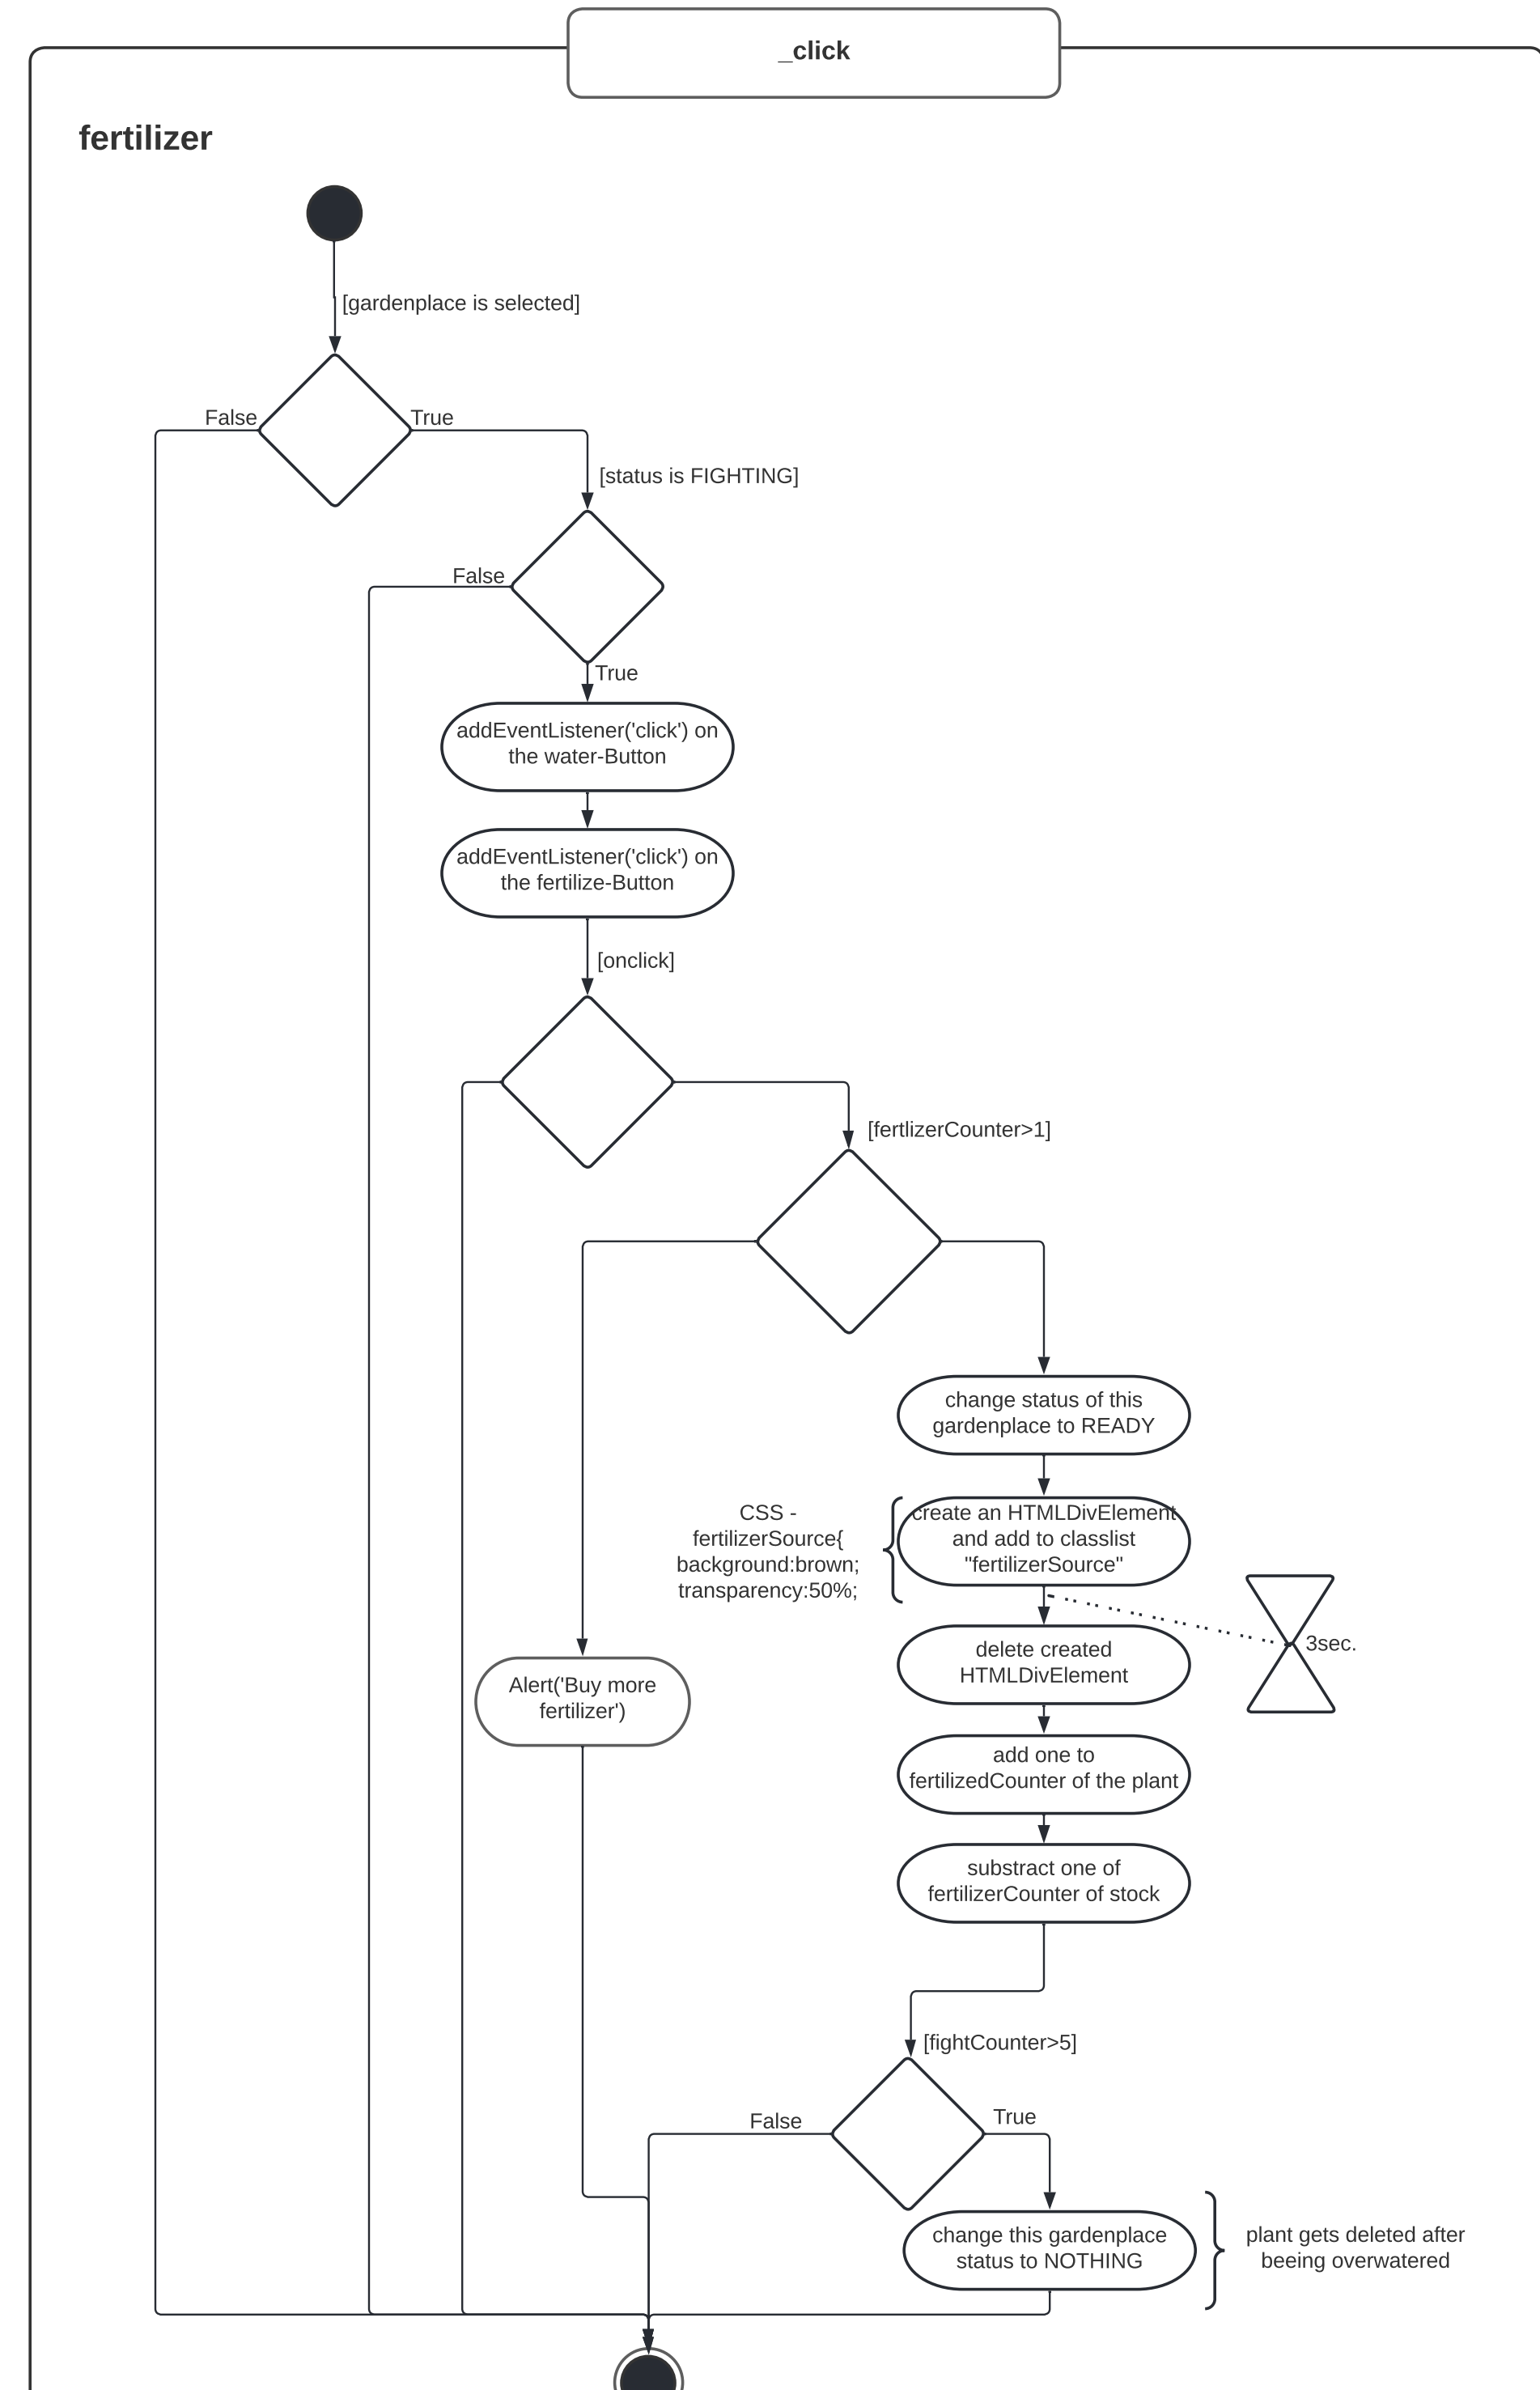 _click
fertilizer
[gardenplace is selected]
False
True
[status is FIGHTING]
False
True
addEventListener('click') on
the water-Button
addEventListener('click') on
the fertilize-Button
[onclick]
[fertlizerCounter>1]
change status of this
gardenplace to READY
CSS -
fertilizerSource{
background:brown;
transparency:50%;
create an HTMLDivElement
and add to classlist
"fertilizerSource"
3sec.
delete created
HTMLDivElement
Alert('Buy more
fertilizer')
add one to
fertilizedCounter of the plant
substract one of
fertilizerCounter of stock
[fightCounter>5]
False
True
change this gardenplace
status to NOTHING
plant gets deleted after
beeing overwatered